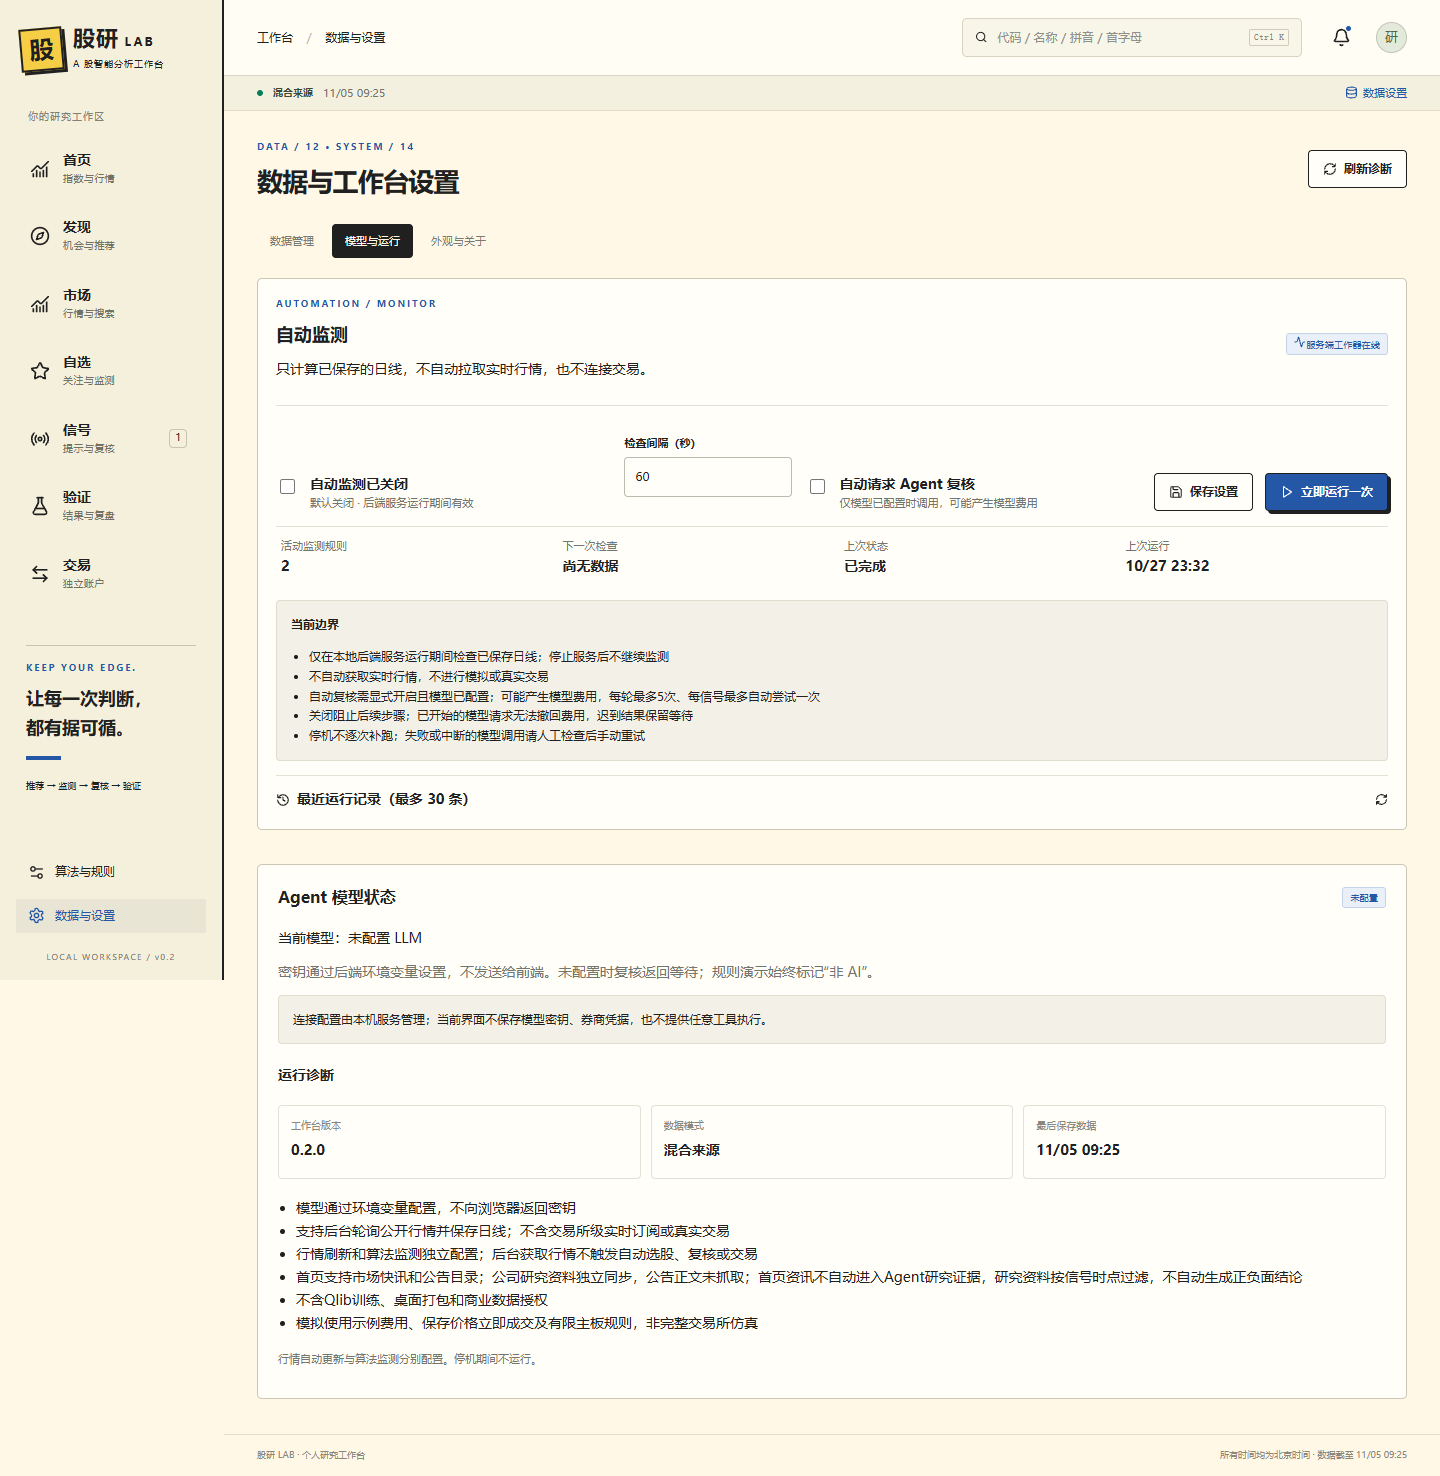 股
股研 LAB
A 股智能分析工作台
你的研究工作区
首页
指数与行情
发现
机会与推荐
市场
行情与搜索
自选
关注与监测
信号
提示与复核
1
验证
结果与复盘
交易
独立账户
KEEP YOUR EDGE.
让每一次判断，
都有据可循。
推荐 → 监测 → 复核 → 验证
算法与规则
数据与设置
LOCAL WORKSPACE / v0.2
工作台 / 数据与设置
代码 / 名称 / 拼音 / 首字母
Ctrl K
研
混合来源 11/05 09:25
数据设置
DATA / 12 • SYSTEM / 14
数据与工作台设置
刷新诊断
数据管理
模型与运行
外观与关于
AUTOMATION / MONITOR
自动监测
只计算已保存的日线，不自动拉取实时行情，也不连接交易。
服务端工作器在线
自动监测已关闭
默认关闭 · 后端服务运行期间有效
检查间隔（秒）
60
自动请求 Agent 复核
仅模型已配置时调用，可能产生模型费用
保存设置
立即运行一次
活动监测规则
2
下一次检查
尚无数据
上次状态
已完成
上次运行
10/27 23:32
当前边界
• 仅在本地后端服务运行期间检查已保存日线；停止服务后不继续监测
• 不自动获取实时行情，不进行模拟或真实交易
• 自动复核需显式开启且模型已配置；可能产生模型费用，每轮最多5次、每信号最多自动尝试一次
• 关闭阻止后续步骤；已开始的模型请求无法撤回费用，迟到结果保留等待
• 停机不逐次补跑；失败或中断的模型调用请人工检查后手动重试
最近运行记录（最多 30 条）
Agent 模型状态
未配置
当前模型：未配置 LLM
密钥通过后端环境变量设置，不发送给前端。未配置时复核返回等待；规则演示始终标记“非 AI”。
连接配置由本机服务管理；当前界面不保存模型密钥、券商凭据，也不提供任意工具执行。
运行诊断
工作台版本
0.2.0
数据模式
混合来源
最后保存数据
11/05 09:25
• 模型通过环境变量配置，不向浏览器返回密钥
• 支持后台轮询公开行情并保存日线；不含交易所级实时订阅或真实交易
• 行情刷新和算法监测独立配置；后台获取行情不触发自动选股、复核或交易
• 首页支持市场快讯和公告目录；公司研究资料独立同步，公告正文未抓取；首页资讯不自动进入Agent研究证据，研究资料按信号时点过滤，不自动生成正负面结论
• 不含Qlib训练、桌面打包和商业数据授权
• 模拟使用示例费用、保存价格立即成交及有限主板规则，非完整交易所仿真
行情自动更新与算法监测分别配置。停机期间不运行。
股研 LAB · 个人研究工作台
所有时间均为北京时间 · 数据截至 11/05 09:25